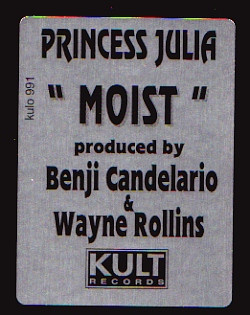 PRINCESS JULIA
" MOIST "
kulo 991
produced by
Benji Candelario
&
Wayne Rollins
KULT
RECORDS